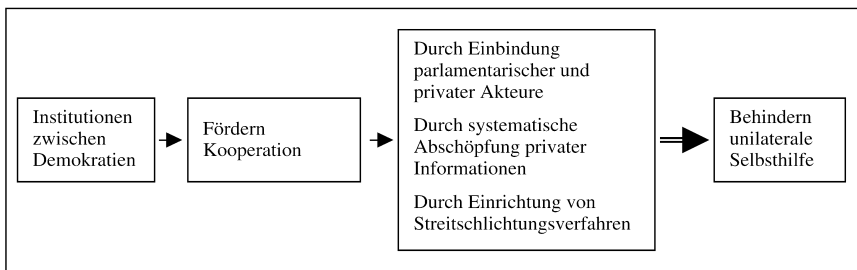 Institutionen
zwischen
Demokratien
Fördern
Kooperation
Durch Einbindung
parlamentarischer und
privater Akteure
Durch systematische
Abschöpfung privater
Informationen
Durch Einrichtung von
Streitschlichtungsverfahren
Behindern
unilaterale
Selbsthilfe